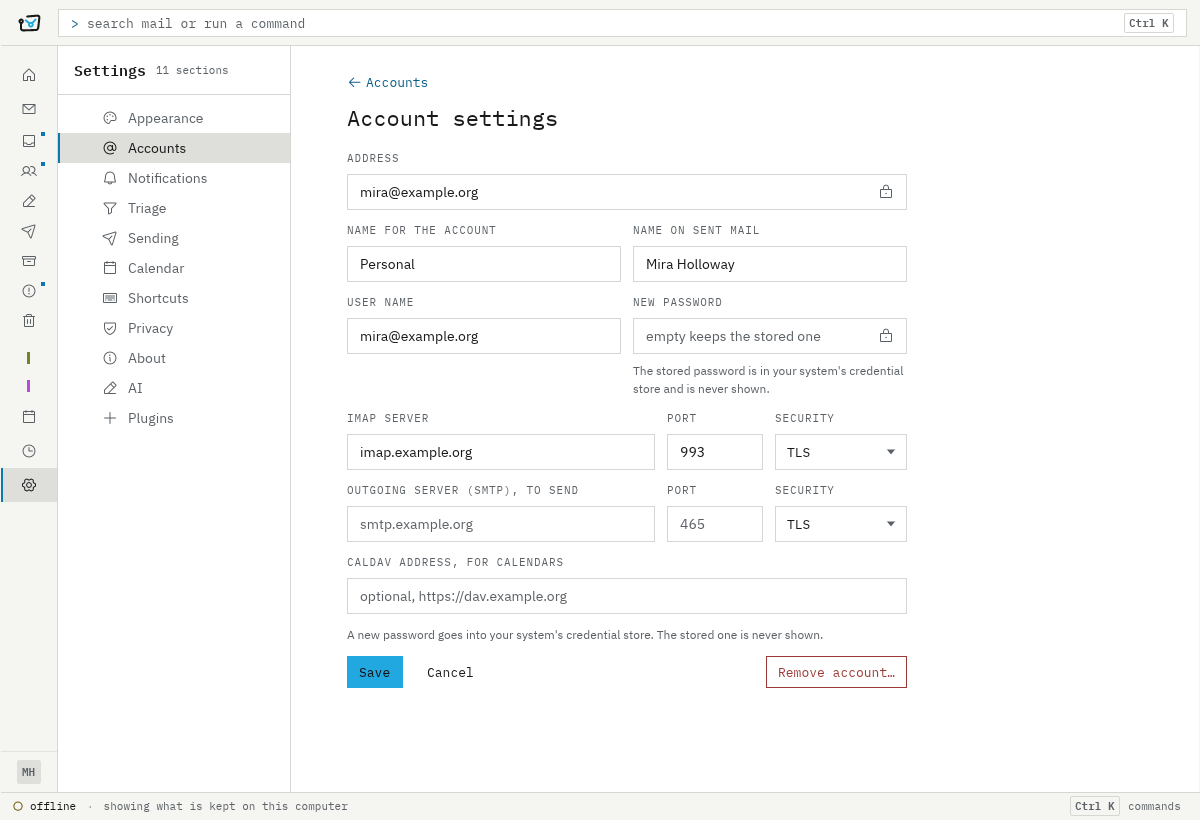 > search mail or run a command
Ctrl K
Settings 11 sections
Appearance
Accounts
Notifications
Triage
Sending
Calendar
Shortcuts
Privacy
About
AI
Plugins
MH
← Accounts
Account settings
ADDRESS
mira@example.org
NAME FOR THE ACCOUNT
NAME ON SENT MAIL
Personal
Mira Holloway
USER NAME
NEW PASSWORD
mira@example.org
empty keeps the stored one
The stored password is in your system's credential
store and is never shown.
IMAP SERVER
PORT
SECURITY
imap.example.org
993
TLS
OUTGOING SERVER (SMTP), TO SEND
PORT
SECURITY
smtp.example.org
465
TLS
CALDAV ADDRESS, FOR CALENDARS
optional, https://dav.example.org
A new password goes into your system's credential store. The stored one is never shown.
Save
Cancel
Remove account…
offline · showing what is kept on this computer
Ctrl K commands